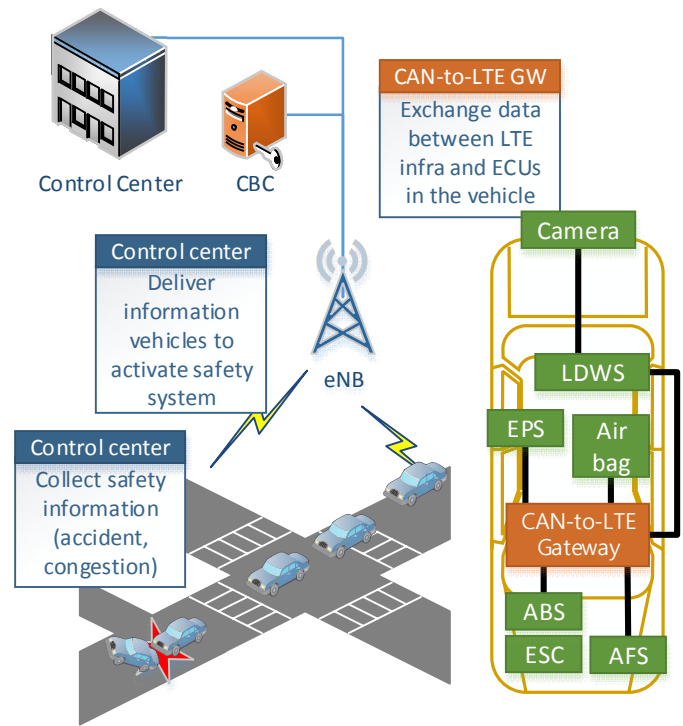 Control Center
CBC
CAN-to-LTE GW
Exchange data
between LTE
infra and ECUs
in the vehicle
Control center
Deliver
information
vehicles to
activate safety
system
eNB
Control center
Collect safety
information
(accident,
congestion)
Camera
LDWS
EPS
Air
bag
CAN-to-LTE
Gateway
ABS
ESC
AFS